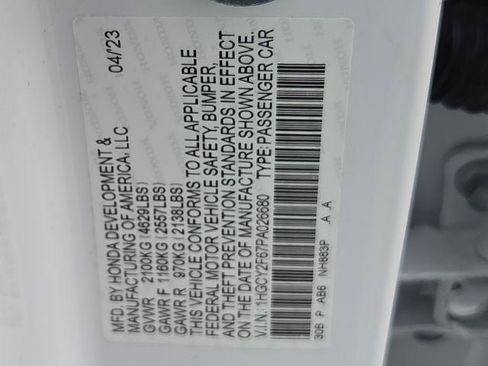 MFD. BY HONDA DEVELOPMENT & 04/23
MANUFACTURING OF AMERICA, LLC
GVWR 2100KG (4629LBS)
GAWR F 1160KG (2557LBS)
GAWR R 970KG (2138LBS)
THIS VEHICLE CONFORMS TO ALL APPLICABLE
FEDERAL MOTOR VEHICLE SAFETY, BUMPER,
AND THEFT PREVENTION STANDARDS IN EFFECT
ON THE DATE OF MANUFACTURE SHOWN ABOVE.
V.I.N.: 1HGCY2F67PA026680 TYPE: PASSENGER CAR
30B P AB6 NH883P A A